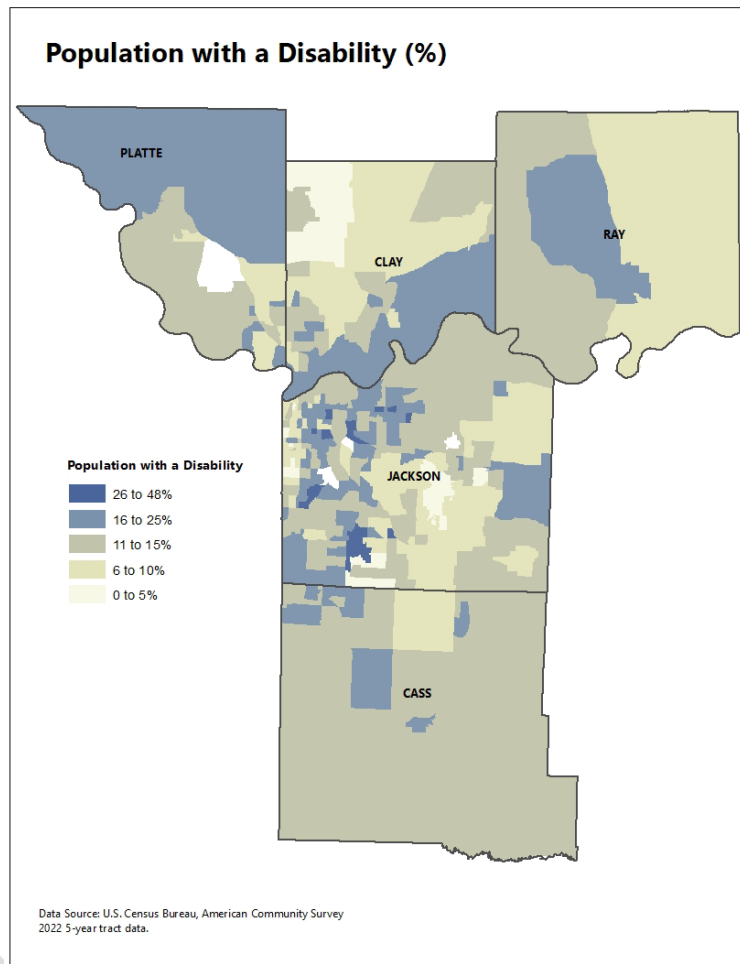 Population with a Disability (%)
PLATTE
CLAY
RAY
Population with a Disability
26 to 48%
16 to 25%
11 to 15%
6 to 10%
0 to 5%
JACKSON
CASS
Data Source: U.S. Census Bureau, American Community Survey
2022 5-year tract data.